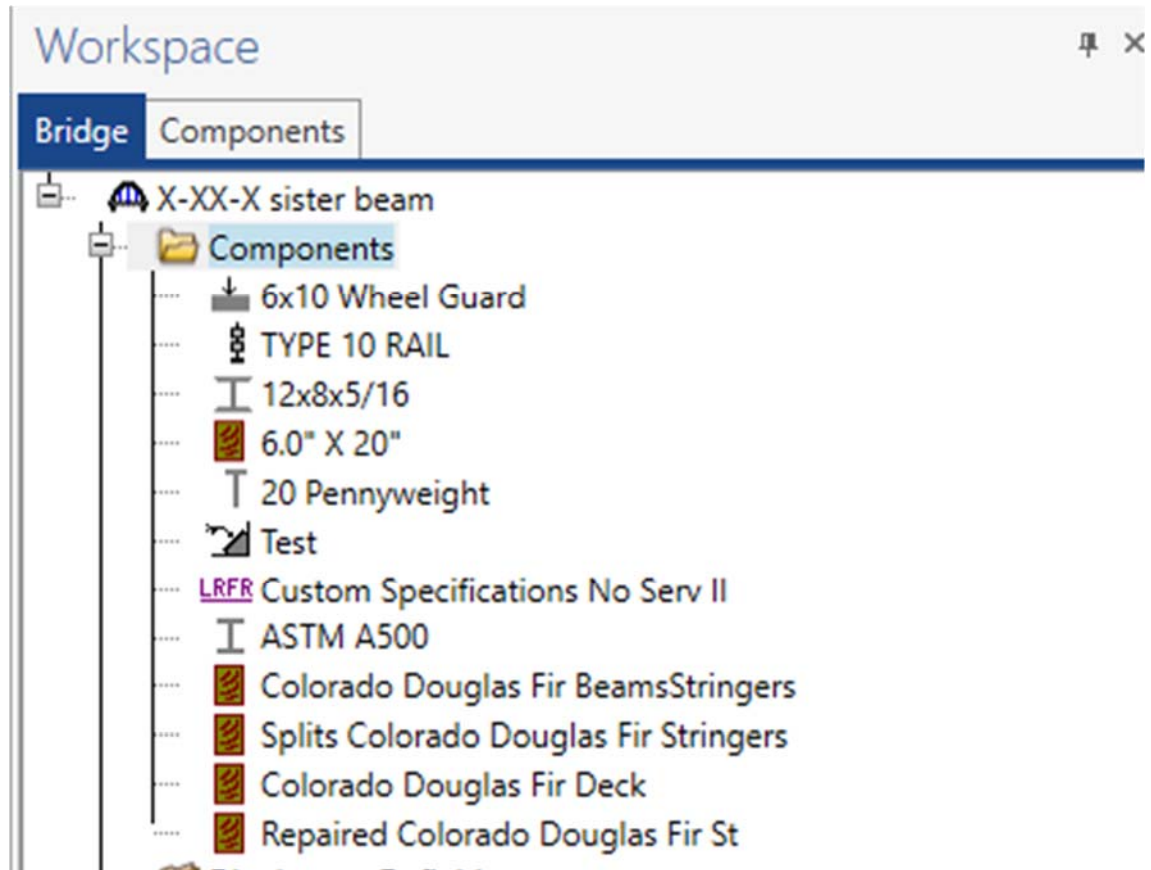 Workspace
Bridge Components
X-XX-X sister beam
Components
6x10 Wheel Guard
TYPE 10 RAIL
12x8x5/16
6.0" X 20"
20 Pennyweight
Test
LRFR Custom Specifications No Serv II
ASTM A500
Colorado Douglas Fir BeamsStringers
Splits Colorado Douglas Fir Stringers
Colorado Douglas Fir Deck
Repaired Colorado Douglas Fir St